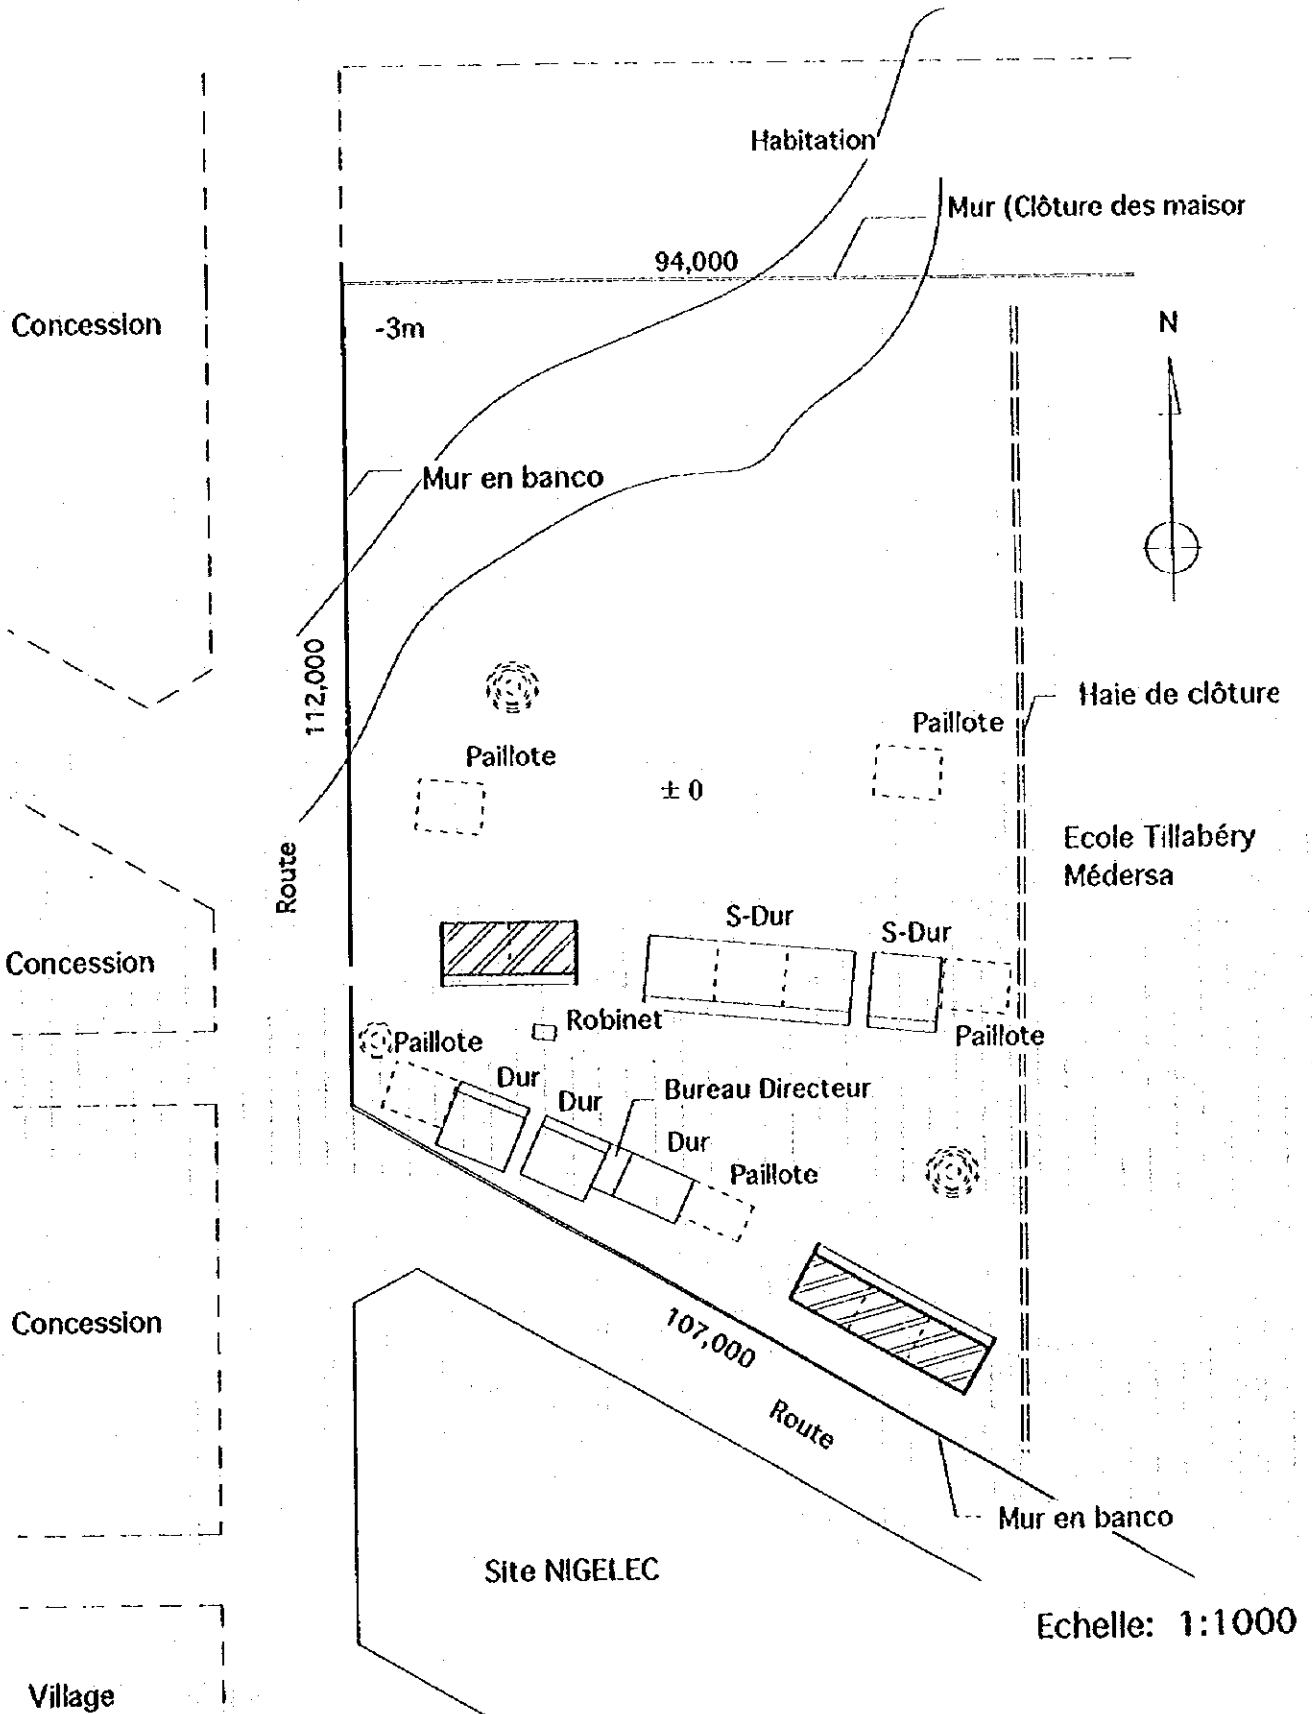 Habitation
Mur (Clôture des maisor
94,000
Concession
-3m
N
Mur en banco
112,000
Haie de clôture
Paillote
Paillote
± 0
Ecole Tillabéry
Médersa
Route
S-Dur
S-Dur
Concession
Robinet
Paillote
Paillote
Dur
Dur
Bureau Directeur
Dur
Paillote
Concession
107,000
Route
Mur en banco
Site NIGELEC
Echelle: 1:1000
Village